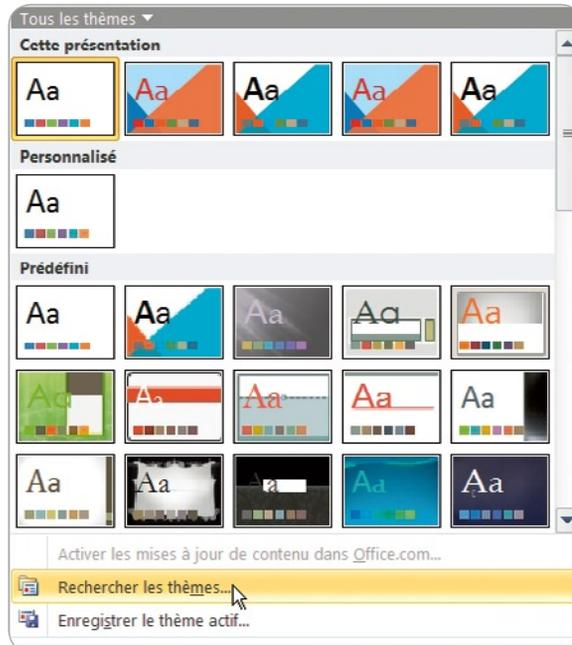 Tous les thèmes
Cette présentation
Aa Aa Aa Aa Aa
Personnalisé
Aa
Prédéfini
Aa Aa Aa Aa Aa
Aa Aa Aa Aa Aa
Aa Aa Aa Aa Aa
Activer les mises à jour de contenu dans Office.com...
Rechercher les thèmes...
Enregistrer le thème actif...